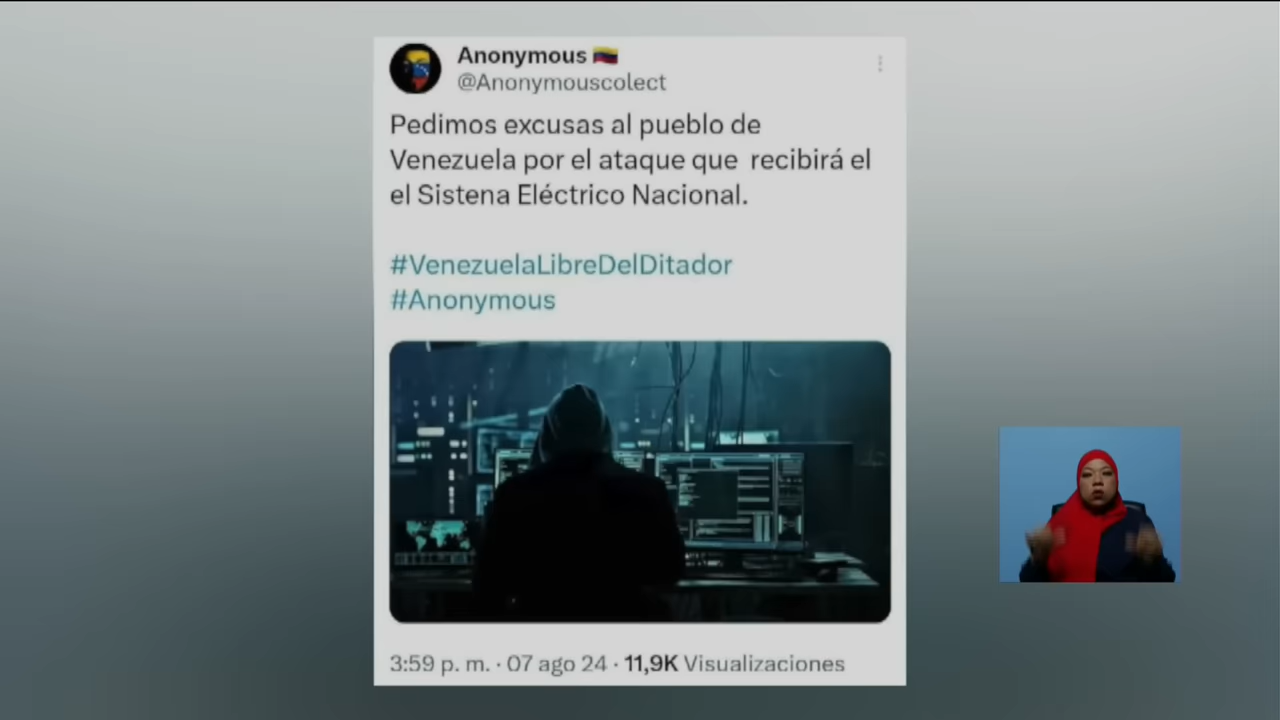 Anonymous 🇻🇪
@Anonymouscolect
Pedimos excusas al pueblo de
Venezuela por el ataque que recibirá el
el Sistena Eléctrico Nacional.
#VenezuelaLibreDelDitador
#Anonymous
3:59 p. m. · 07 ago 24 · 11,9K Visualizaciones